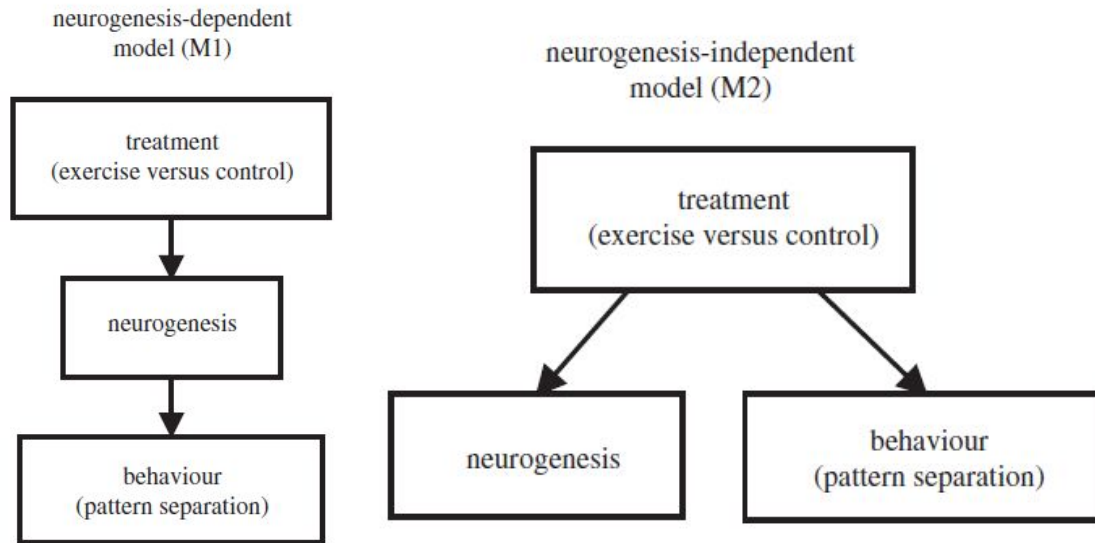 neurogenesis-dependent
model (M1)
treatment
(exercise versus control)
neurogenesis
behaviour
(pattern separation)
neurogenesis-independent
model (M2)
treatment
(exercise versus control)
neurogenesis
behaviour
(pattern separation)